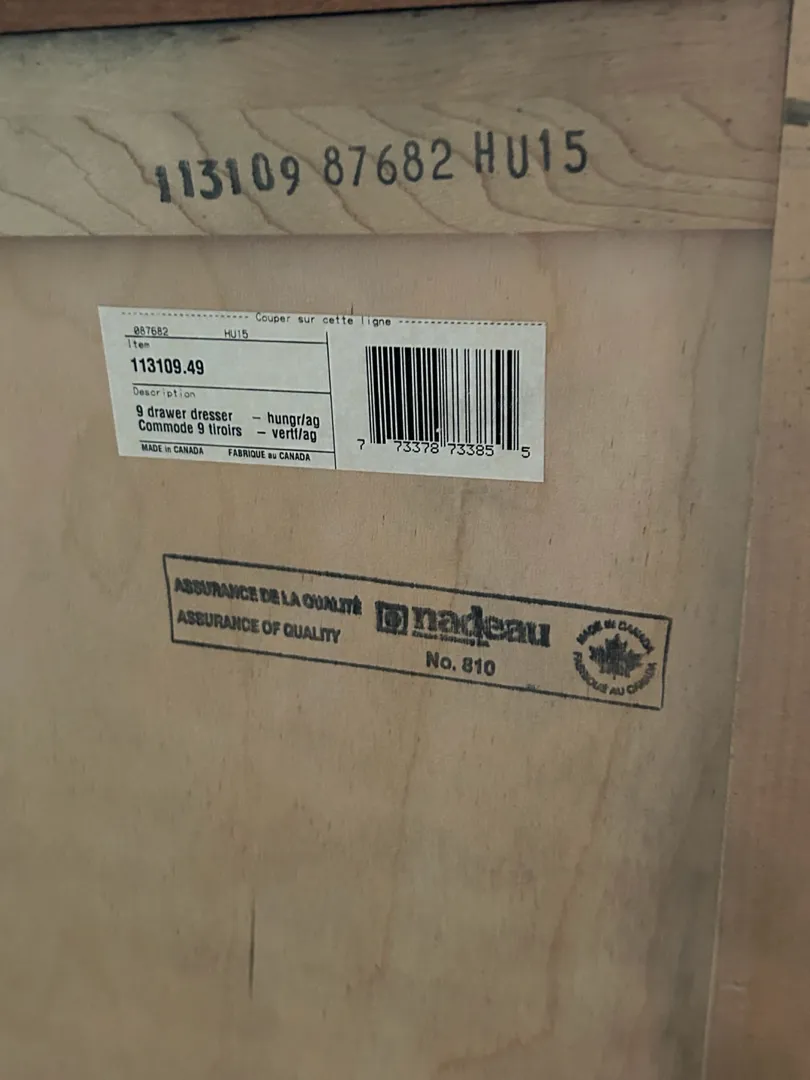 113109 87682 HU15
Couper sur cette ligne
087682 HU15
Item
113109.49
Description
9 drawer dresser – hungr/ag
Commode 9 tiroirs – vertf/ag
MADE in CANADA FABRIQUÉ au CANADA
7 73378 73385 5
ASSURANCE DE LA QUALITÉ
ASSURANCE OF QUALITY
nadeau
No. 810
MADE IN CANADA
FABRIQUÉ AU CANADA